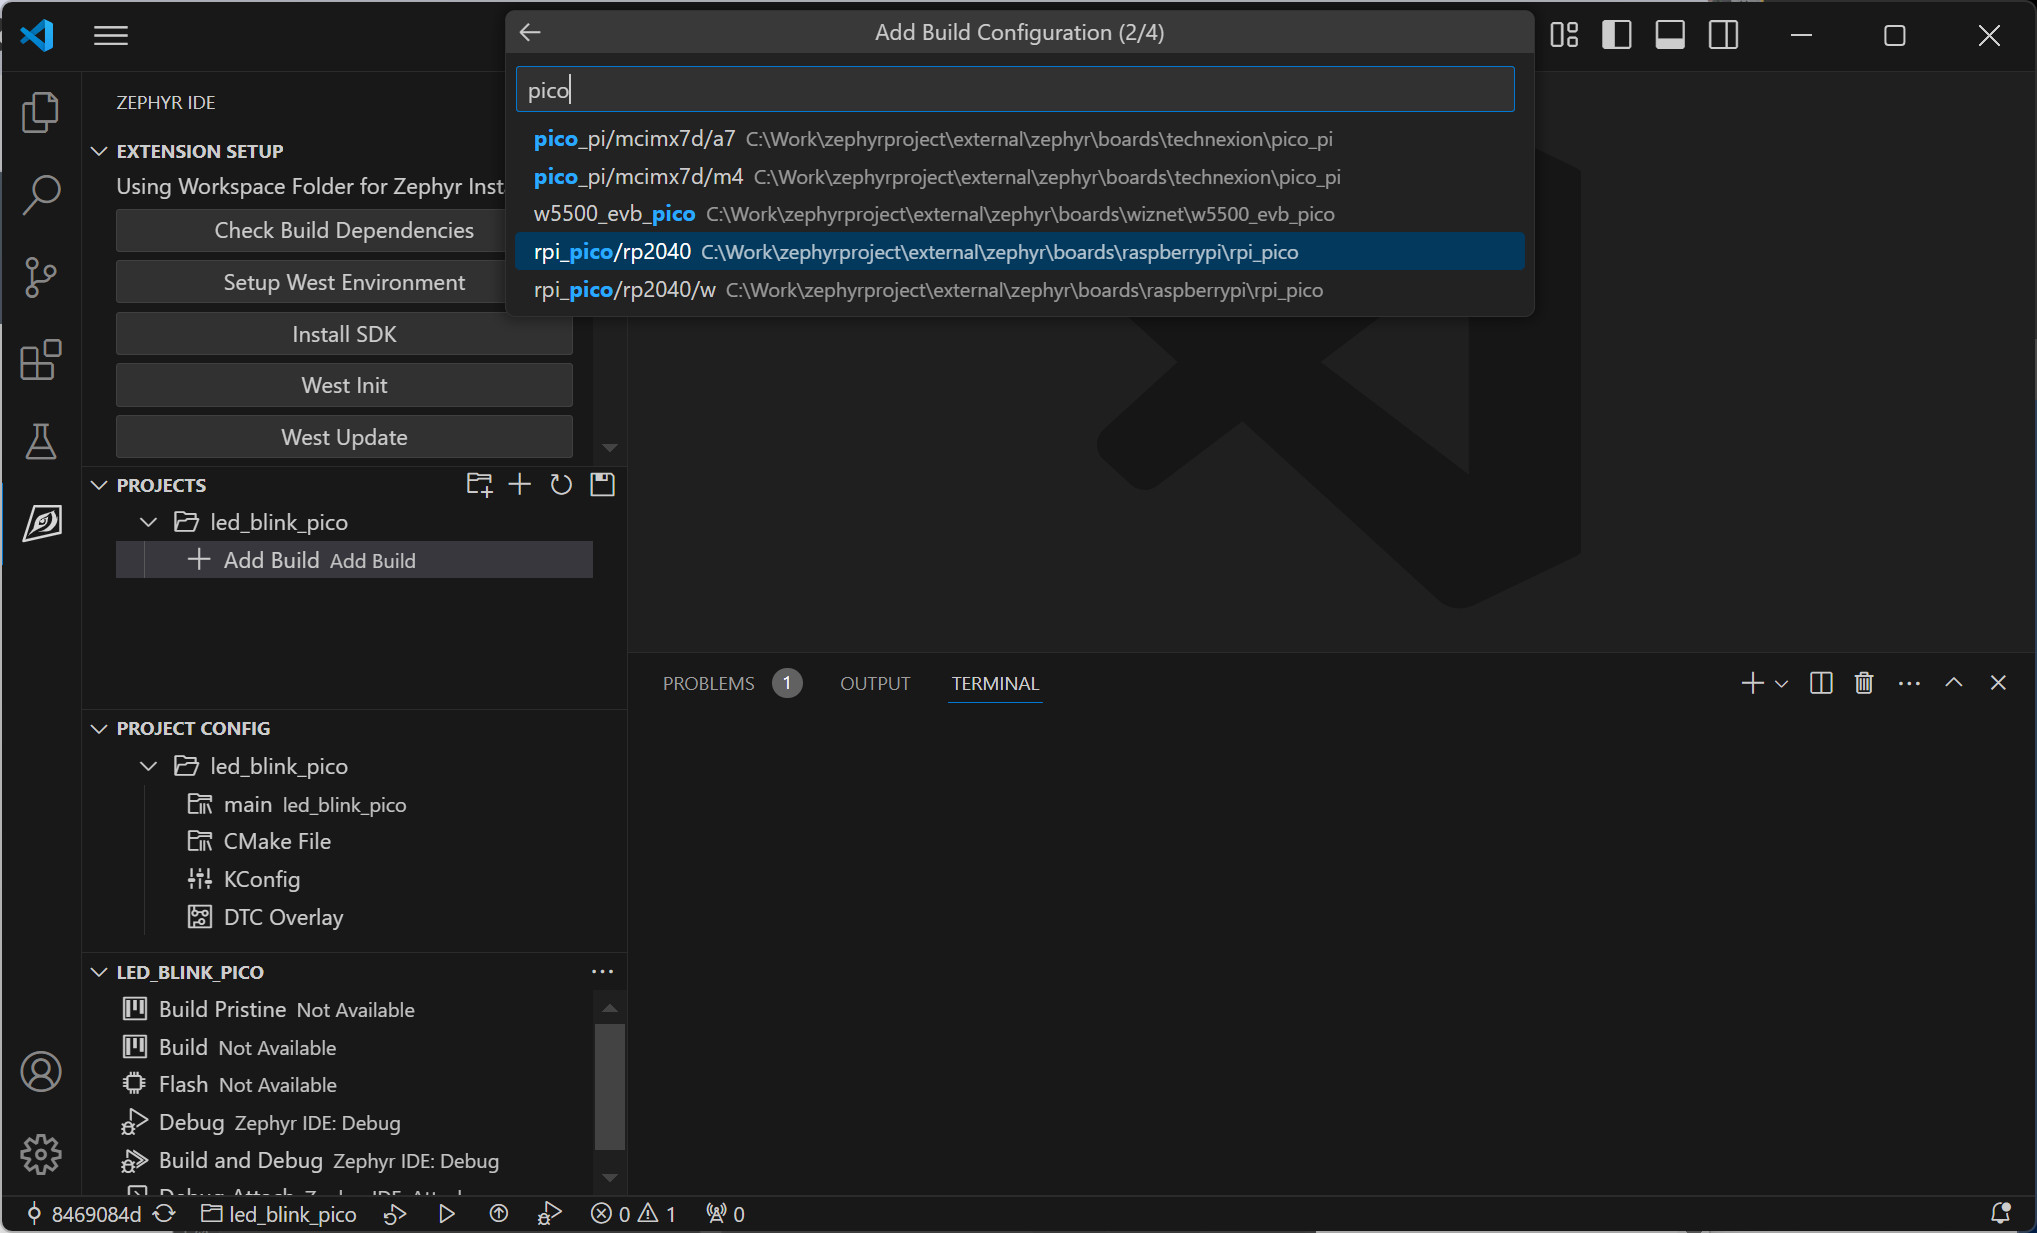 Add Build Configuration (2/4)
pico
pico_pi/mcimx7d/a7 C:\Work\zephyrproject\external\zephyr\boards\technexion\pico_pi
pico_pi/mcimx7d/m4 C:\Work\zephyrproject\external\zephyr\boards\technexion\pico_pi
w5500_evb_pico C:\Work\zephyrproject\external\zephyr\boards\wiznet\w5500_evb_pico
rpi_pico/rp2040 C:\Work\zephyrproject\external\zephyr\boards\raspberrypi\rpi_pico
rpi_pico/rp2040/w C:\Work\zephyrproject\external\zephyr\boards\raspberrypi\rpi_pico
ZEPHYR IDE
EXTENSION SETUP
Using Workspace Folder for Zephyr Inst
Check Build Dependencies
Setup West Environment
Install SDK
West Init
West Update
PROJECTS
led_blink_pico
Add Build Add Build
PROJECT CONFIG
led_blink_pico
main led_blink_pico
CMake File
KConfig
DTC Overlay
LED_BLINK_PICO
Build Pristine Not Available
Build Not Available
Flash Not Available
Debug Zephyr IDE: Debug
Build and Debug Zephyr IDE: Debug
PROBLEMS 1 OUTPUT TERMINAL
8469084d led_blink_pico 0 1 0